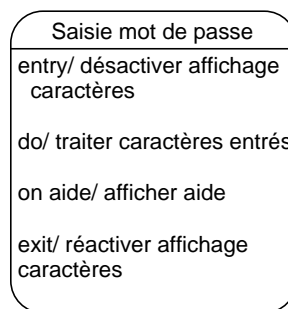 Saisie mot de passe
entry/ désactiver affichage
caractères
do/ traiter caractères entrés
on aide/ afficher aide
exit/ réactiver affichage
caractères